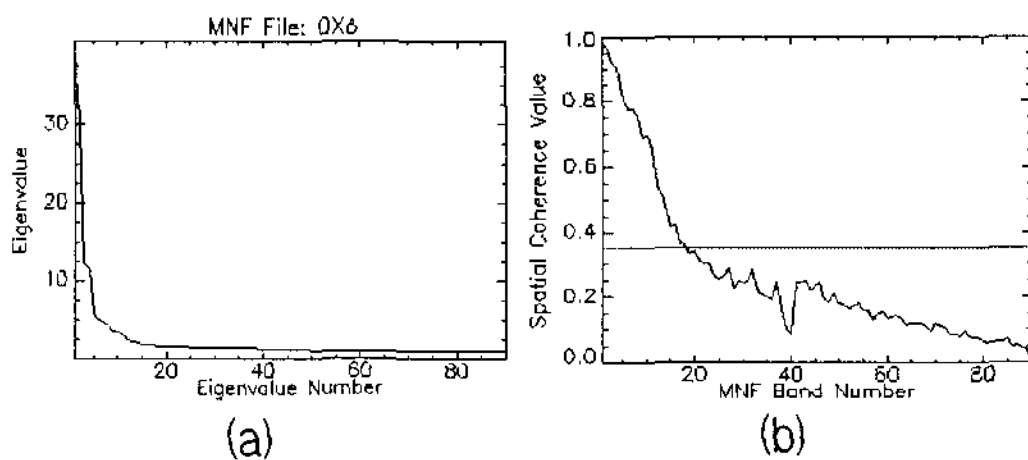 MNF File: 0X6
Eigenvalue
30
20
10
20 40 60 80
Eigenvalue Number
(a)
Spatial Coherence Value
1.0
0.8
0.6
0.4
0.2
0.0
20 40 60 80
MNF Band Number
(b)